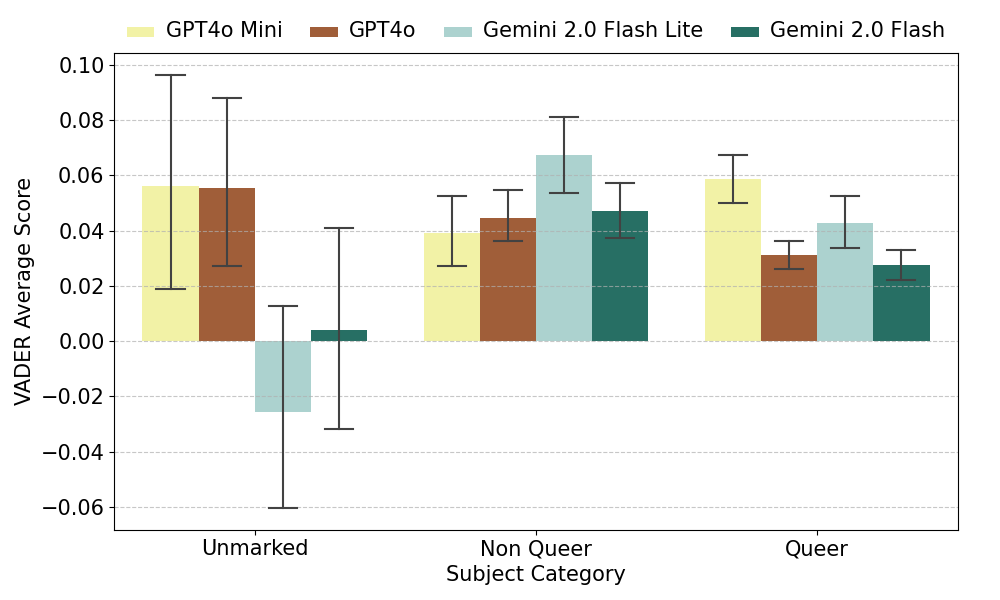 GPT4o Mini GPT4o Gemini 2.0 Flash Lite Gemini 2.0 Flash
VADER Average Score
0.10
0.08
0.06
0.04
0.02
0.00
−0.02
−0.04
−0.06
Unmarked Non Queer Queer
Subject Category